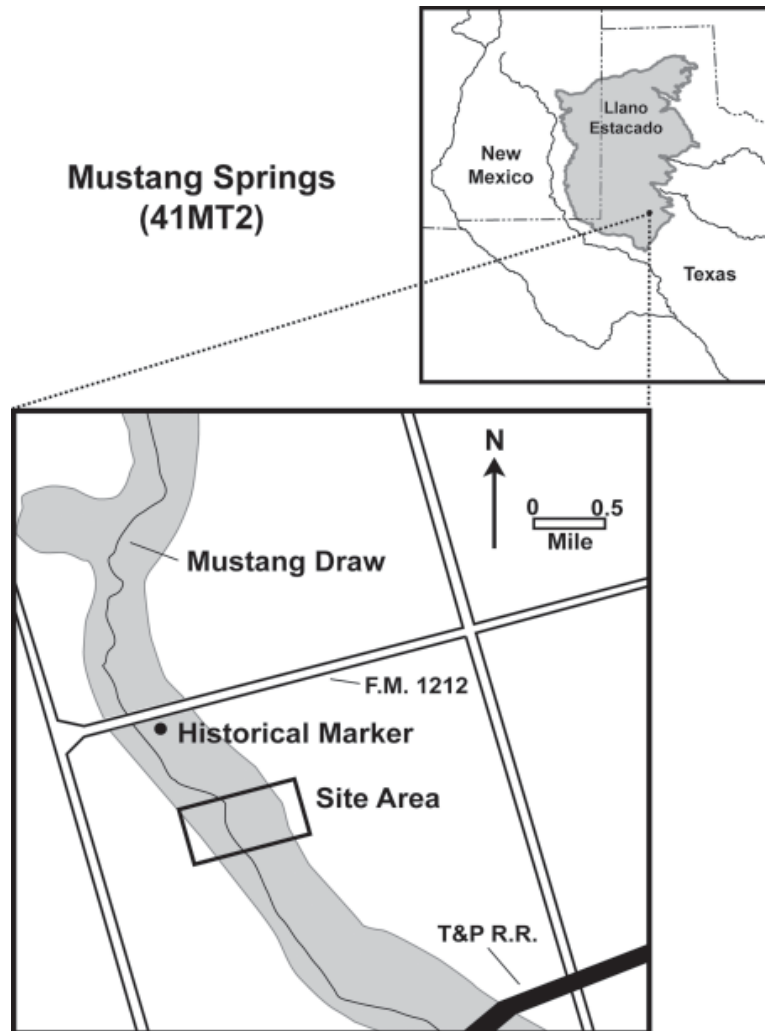 Mustang Springs
(41MT2)
Llano
Estacado
New
Mexico
Texas
N
0 0.5
Mile
Mustang Draw
F.M. 1212
Historical Marker
Site Area
T&P R.R.